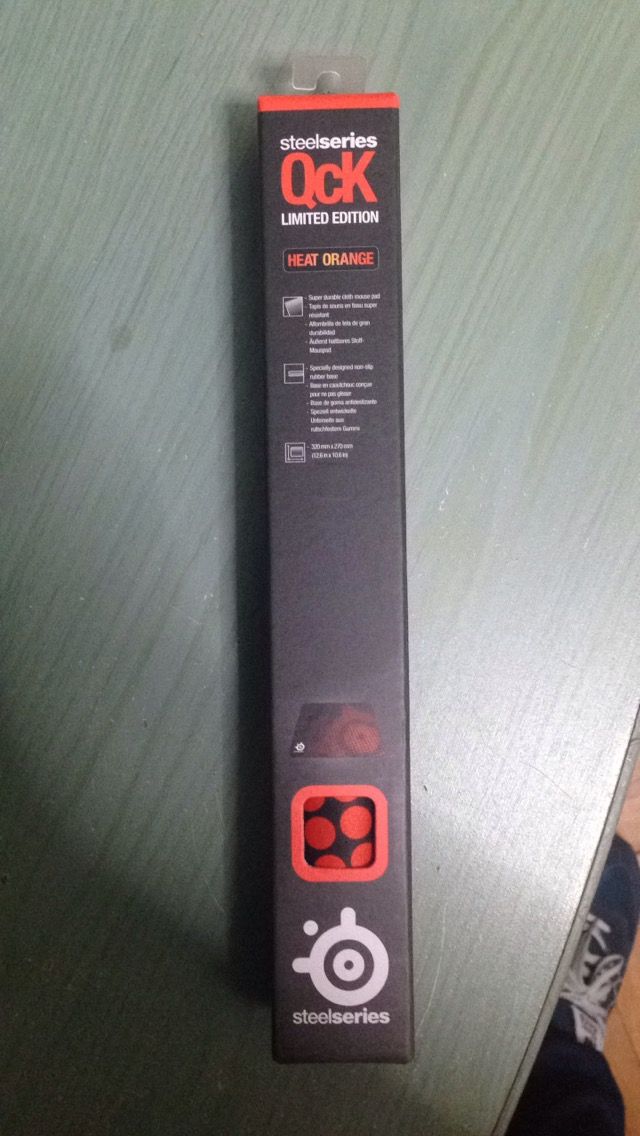 steelseries
QcK
LIMITED EDITION
HEAT ORANGE
- Super durable cloth mouse pad
- Tapis de souris en tissu super
résistant
- Alfombrilla de tela de gran
durabilidad
- Äußerst haltbares Stoff-
Mauspad
- Specially designed non-slip
rubber base
- Base en caoutchouc conçue
pour ne pas glisser
- Base de goma antideslizante
- Speziell entwickelte
Unterseite aus
rutschfestem Gummi
- 320 mm x 270 mm
(12.6 in x 10.6 in)
steelseries